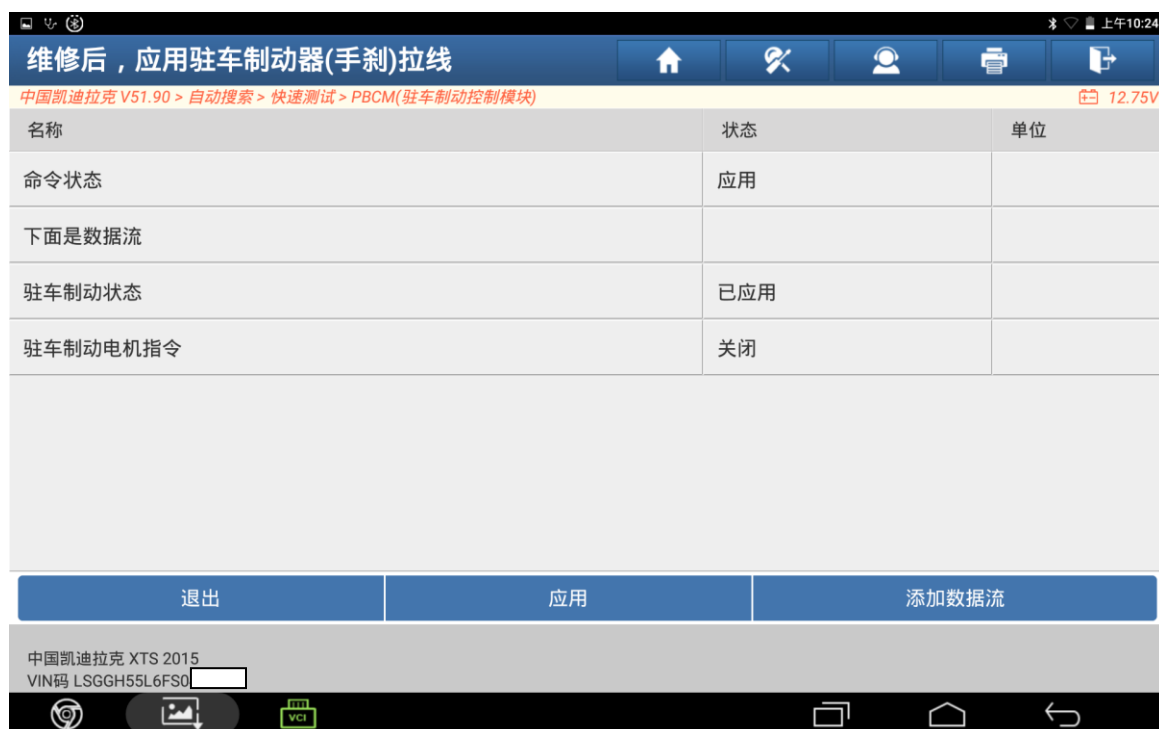 上午10:24
维修后，应用驻车制动器(手刹)拉线
中国凯迪拉克 V51.90 > 自动搜索 > 快速测试 > PBCM(驻车制动控制模块) 12.75V
名称 状态 单位
命令状态 应用
下面是数据流
驻车制动状态 已应用
驻车制动电机指令 关闭
退出 应用 添加数据流
中国凯迪拉克 XTS 2015
VIN码 LSGGH55L6FS0
VCI